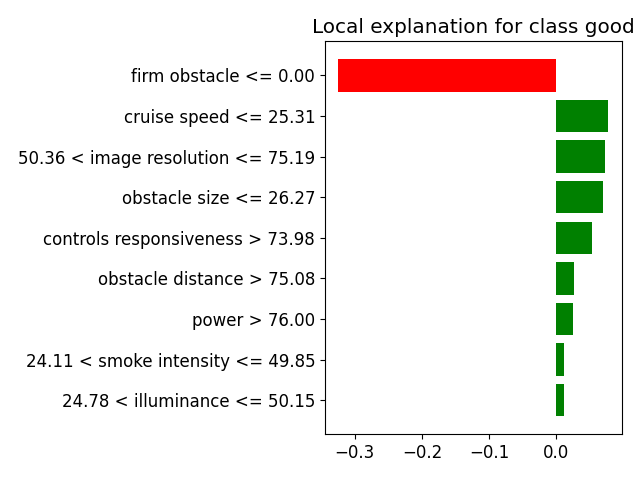 Local explanation for class good
firm obstacle <= 0.00
cruise speed <= 25.31
50.36 < image resolution <= 75.19
obstacle size <= 26.27
controls responsiveness > 73.98
obstacle distance > 75.08
power > 76.00
24.11 < smoke intensity <= 49.85
24.78 < illuminance <= 50.15
−0.3 −0.2 −0.1 0.0